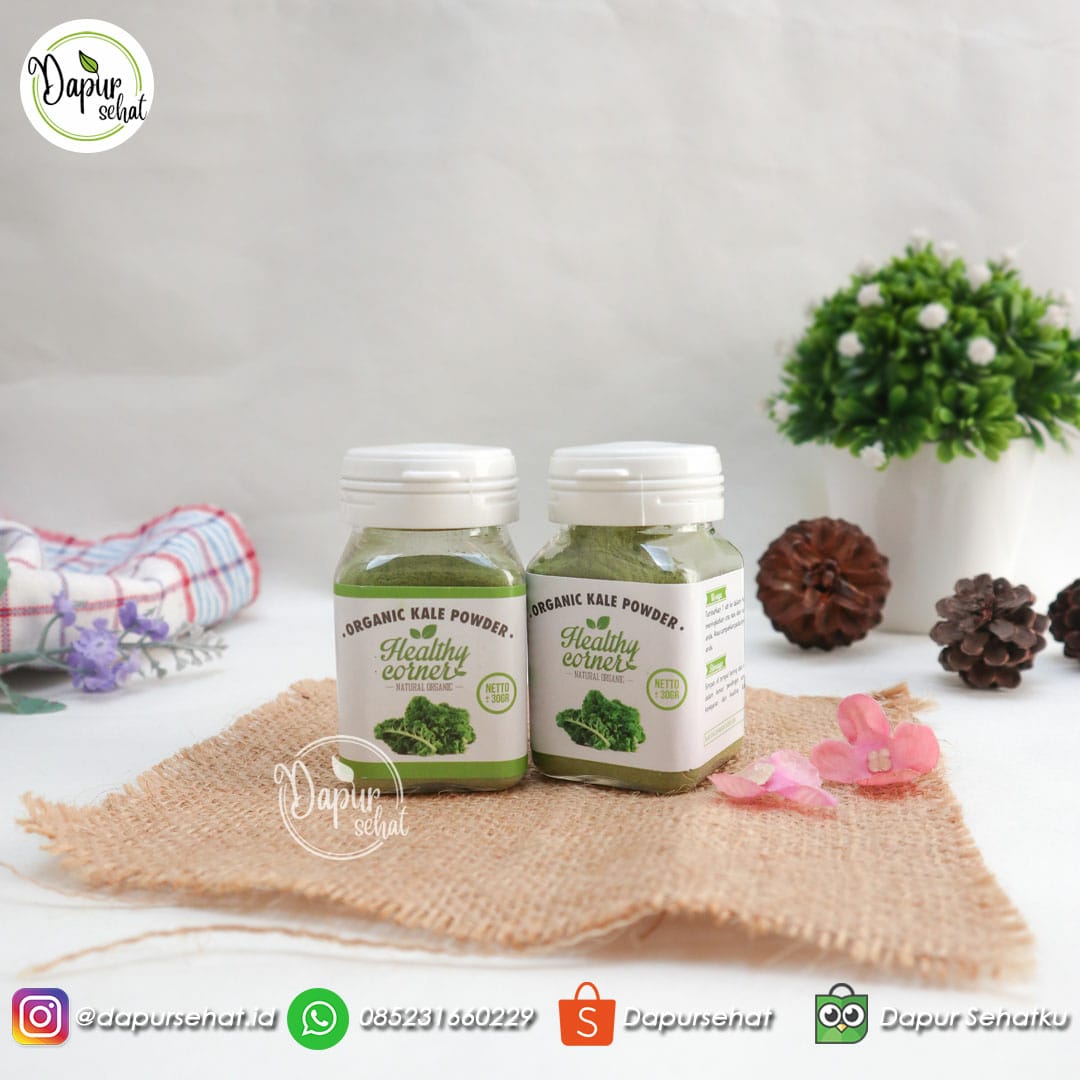 Dapur
sehat
·ORGANIC KALE POWDER·
Healthy
corner
NATURAL ORGANIC
NETTO
± 30GR
·ORGANIC KALE POWDER·
Healthy
corner
NATURAL ORGANIC
NETTO
± 30GR
Dapur
sehat
@dapursehat.id
085231660229
Dapursehat
Dapur Sehatku